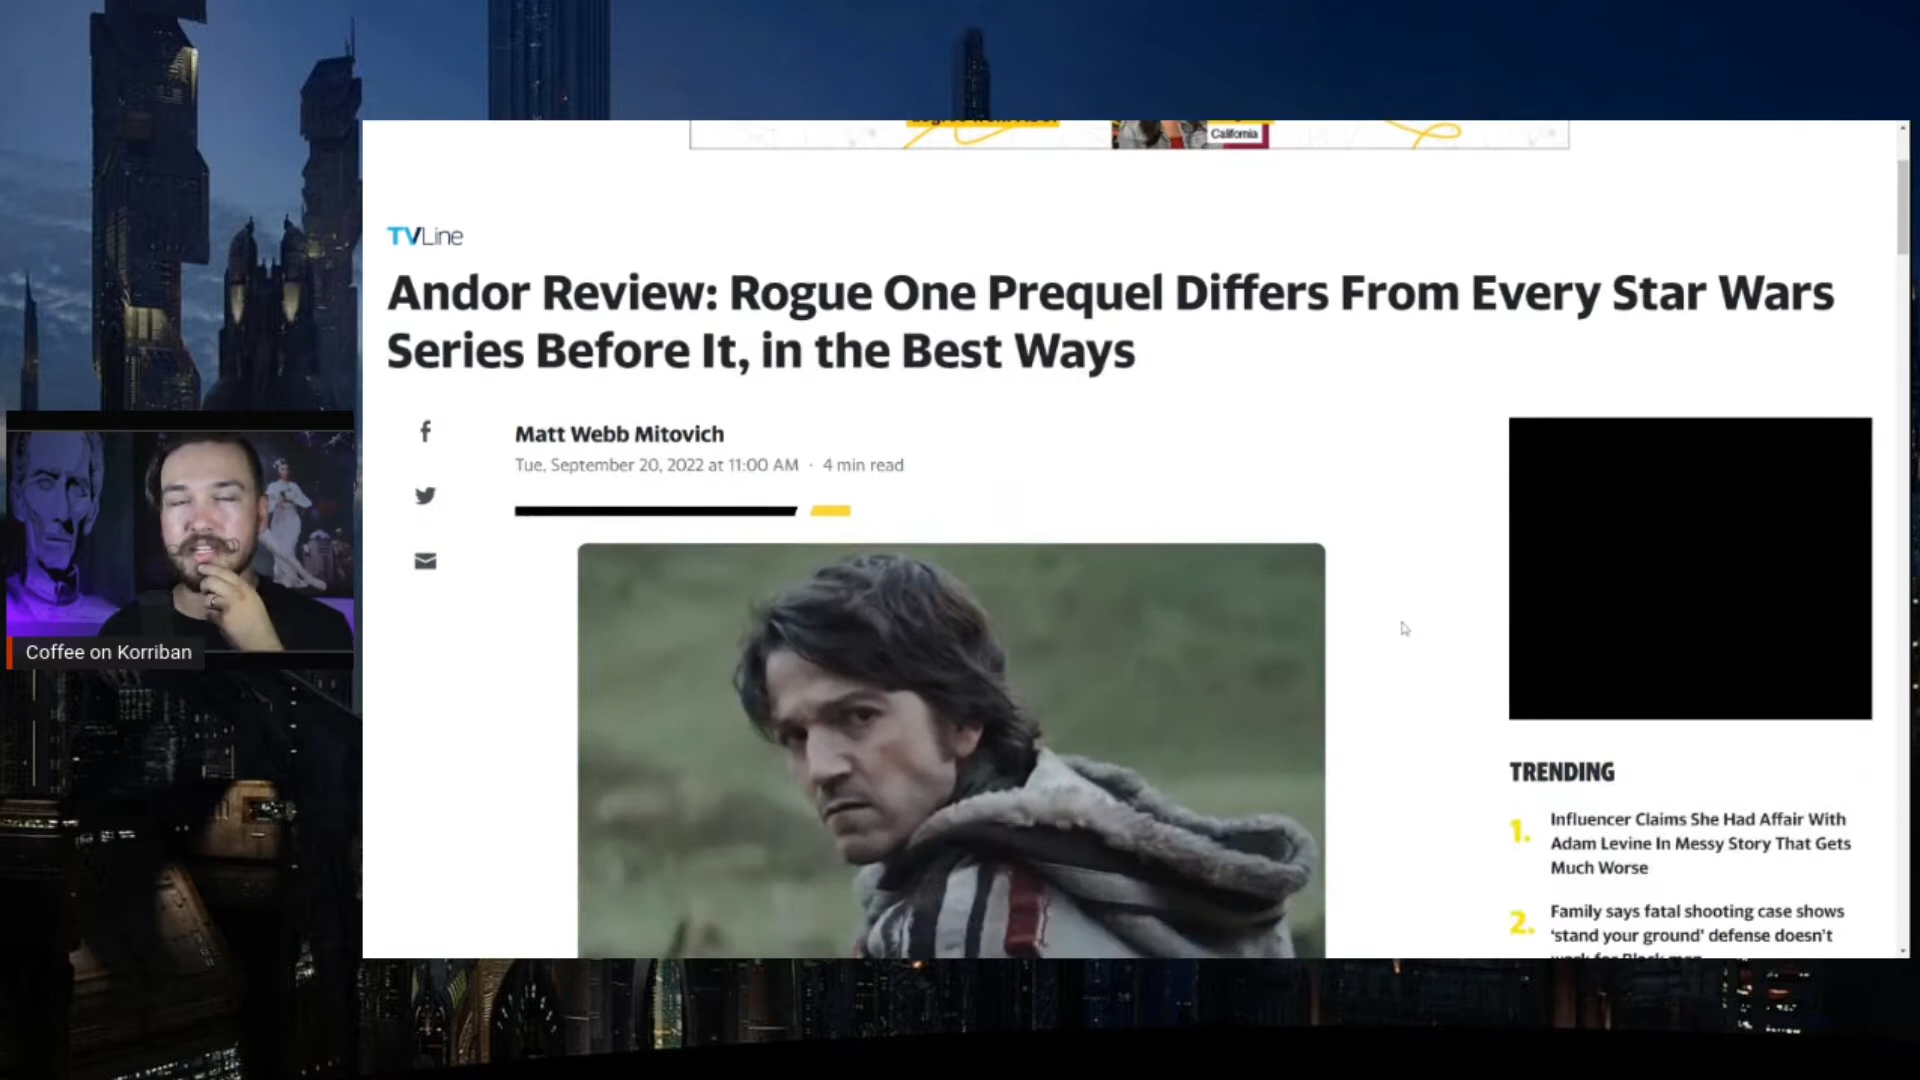 California
TVLine
Andor Review: Rogue One Prequel Differs From Every Star Wars
Series Before It, in the Best Ways
Matt Webb Mitovich
Tue, September 20, 2022 at 11:00 AM · 4 min read
Coffee on Korriban
TRENDING
1. Influencer Claims She Had Affair With
Adam Levine In Messy Story That Gets
Much Worse
2. Family says fatal shooting case shows
'stand your ground' defense doesn't